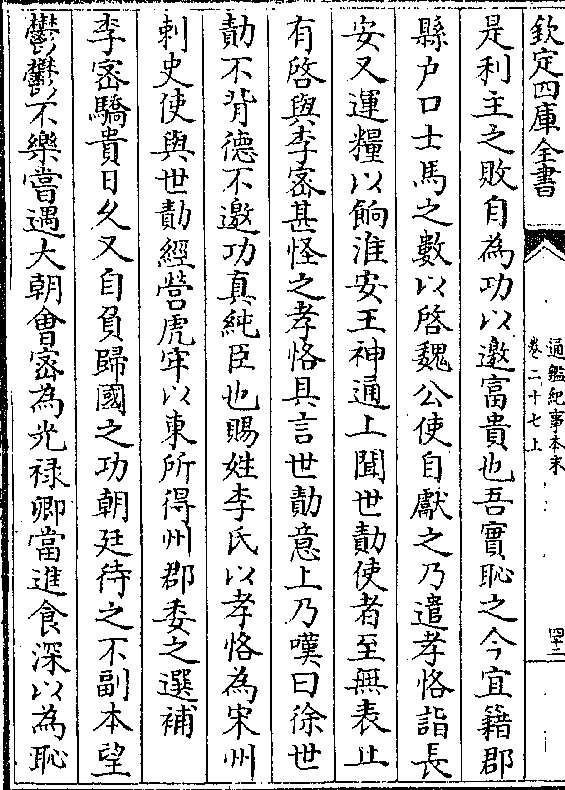 欽定四庫全書
通鑑紀事本末
卷二十七上
四十二
是利主之敗自為功以邀富貴也吾實恥之今宜籍郡
縣户口士馬之數以啓魏公使自獻之乃遣孝恪詣長
安又運糧以餉淮安王神通上聞世勣使者至無表止
有啓與李宻甚怪之孝恪具言世勣意上乃嘆曰徐世
勣不背德不邀功真純臣也賜姓李氏以孝恪為宋州
剌史使與世勣經營虎牢以東所得州郡委之選補
李宻驕貴日久又自負歸國之功朝廷待之不副本望
鬱鬱不樂嘗遇大朝會宻為光禄卿當進食深以為恥